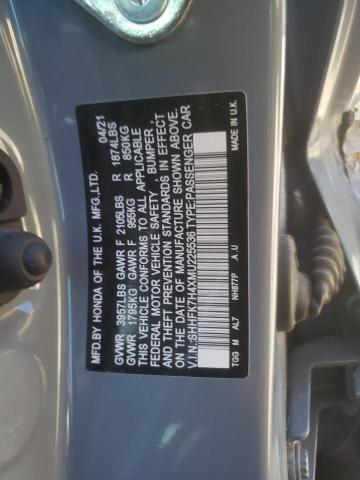 MFD.BY HONDA OF THE U.K. MFG.,LTD. 04/21
GVWR 3957LBS GAWR F 2105LBS R 1874LBS
GVWR 1795KG GAWR F 955KG R 850KG
THIS VEHICLE CONFORMS TO ALL APPLICABLE
FEDERAL MOTOR VEHICLE SAFETY, BUMPER,
AND THEFT PREVENTION STANDARDS IN EFFECT
ON THE DATE OF MANUFACTURE SHOWN ABOVE.
V.I.N.:SHHFK7H4XMU225536 TYPE:PASSENGER CAR
TGG M ALT NH877P A .U MADE IN U.K.